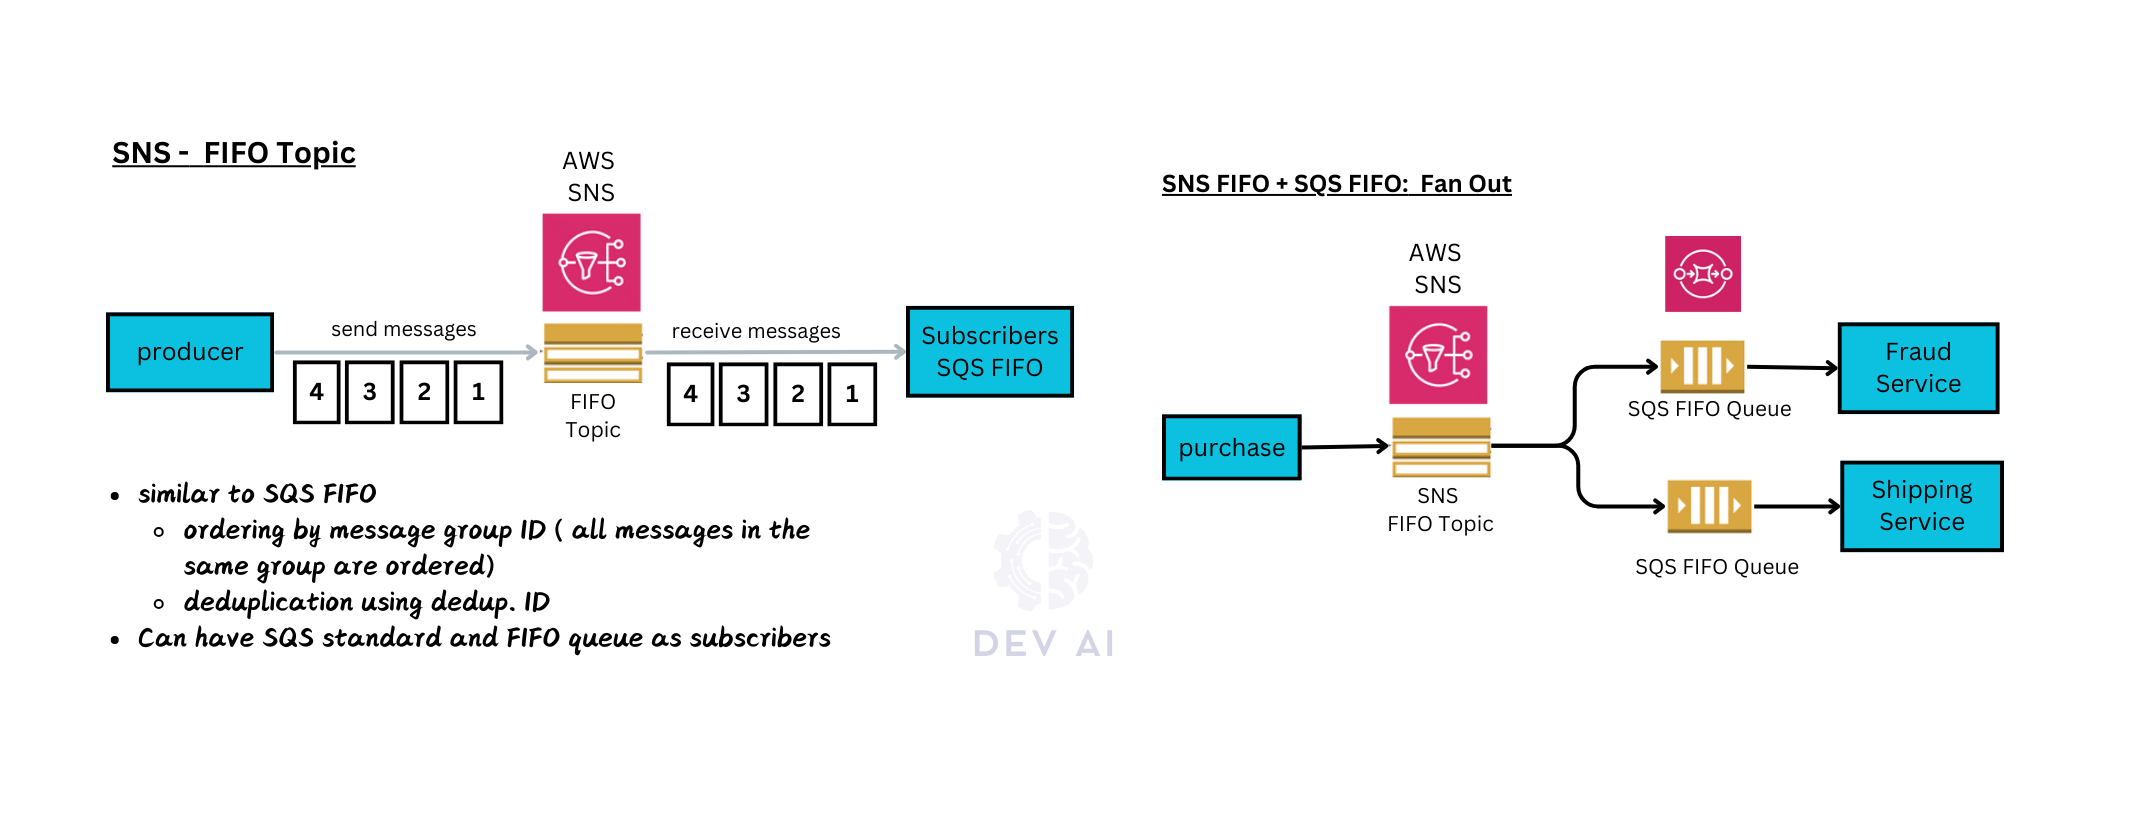 SNS - FIFO Topic
AWS
SNS
producer
send messages
4 3 2 1
FIFO
Topic
receive messages
4 3 2 1
Subscribers
SQS FIFO
• similar to SQS FIFO
◦ ordering by message group ID ( all messages in the
same group are ordered)
◦ deduplication using dedup. ID
• Can have SQS standard and FIFO queue as subscribers
DEV AI
SNS FIFO + SQS FIFO: Fan Out
AWS
SNS
purchase
SNS
FIFO Topic
SQS FIFO Queue
Fraud
Service
SQS FIFO Queue
Shipping
Service